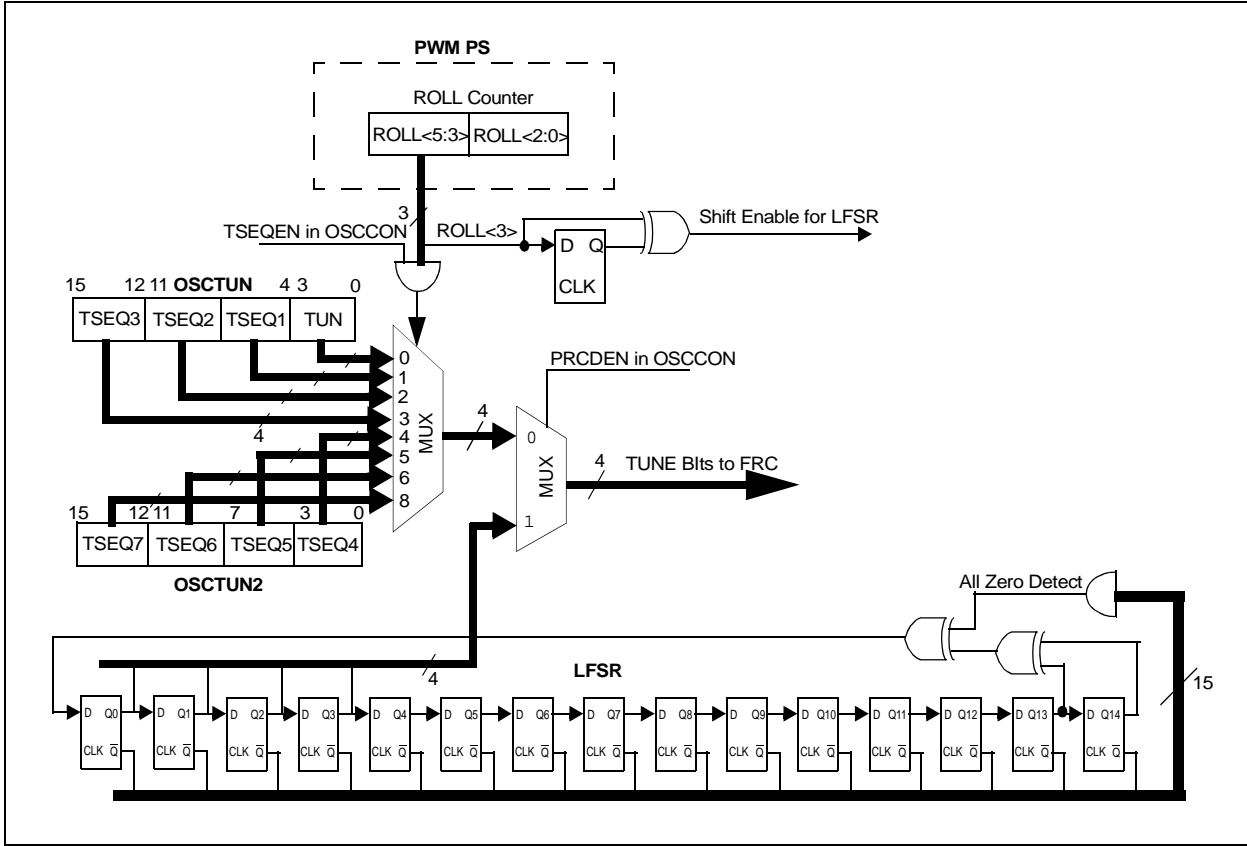 PWM PS
ROLL Counter
ROLL<5:3> ROLL<2:0>
3
TSEQEN in OSCCON
ROLL<3>
Shift Enable for LFSR
D Q
CLK
15 12 11 OSCTUN 4 3 0
TSEQ3 TSEQ2 TSEQ1 TUN
PRCDEN in OSCCON
0
1
2
3
4
5
6
8
MUX
4
4
0
1
MUX
4
TUNE BIts to FRC
15 12 11 7 3 0
TSEQ7 TSEQ6 TSEQ5 TSEQ4
OSCTUN2
All Zero Detect
LFSR
4
15
D Q0 D Q1 D Q2 D Q3 D Q4 D Q5 D Q6 D Q7 D Q8 D Q9 D Q10 D Q11 D Q12 D Q13 D Q14
CLK Q̅ CLK Q̅ CLK Q̅ CLK Q̅ CLK Q̅ CLK Q̅ CLK Q̅ CLK Q̅ CLK Q̅ CLK Q̅ CLK Q̅ CLK Q̅ CLK Q̅ CLK Q̅ CLK Q̅